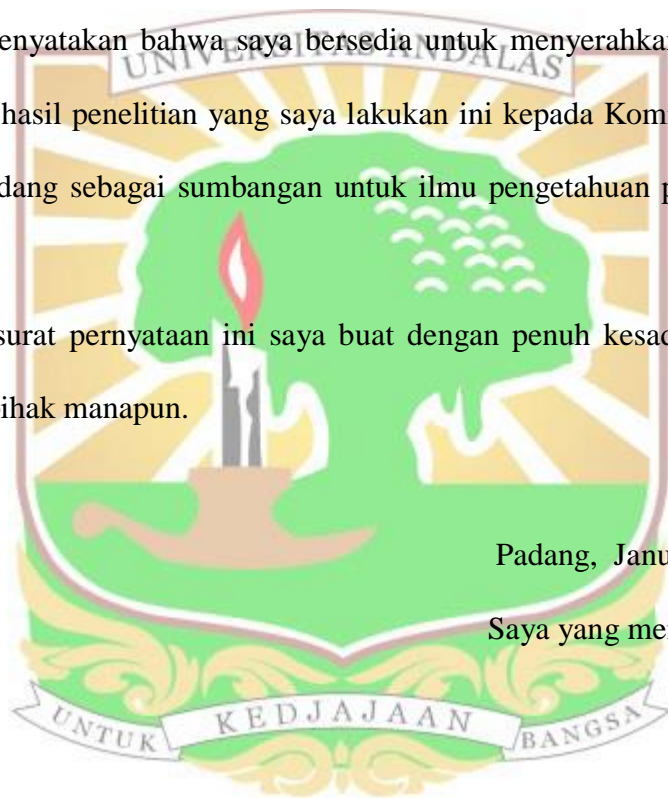 enyatakan bahwa saya bersedia untuk menyerahka
UNIVERSITAS ANDALAS
hasil penelitian yang saya lakukan ini kepada Kom
dang sebagai sumbangan untuk ilmu pengetahuan p
surat pernyataan ini saya buat dengan penuh kesad
pihak manapun.
Padang, Janu
Saya yang me
UNTUK KEDJAJAAN BANGSA